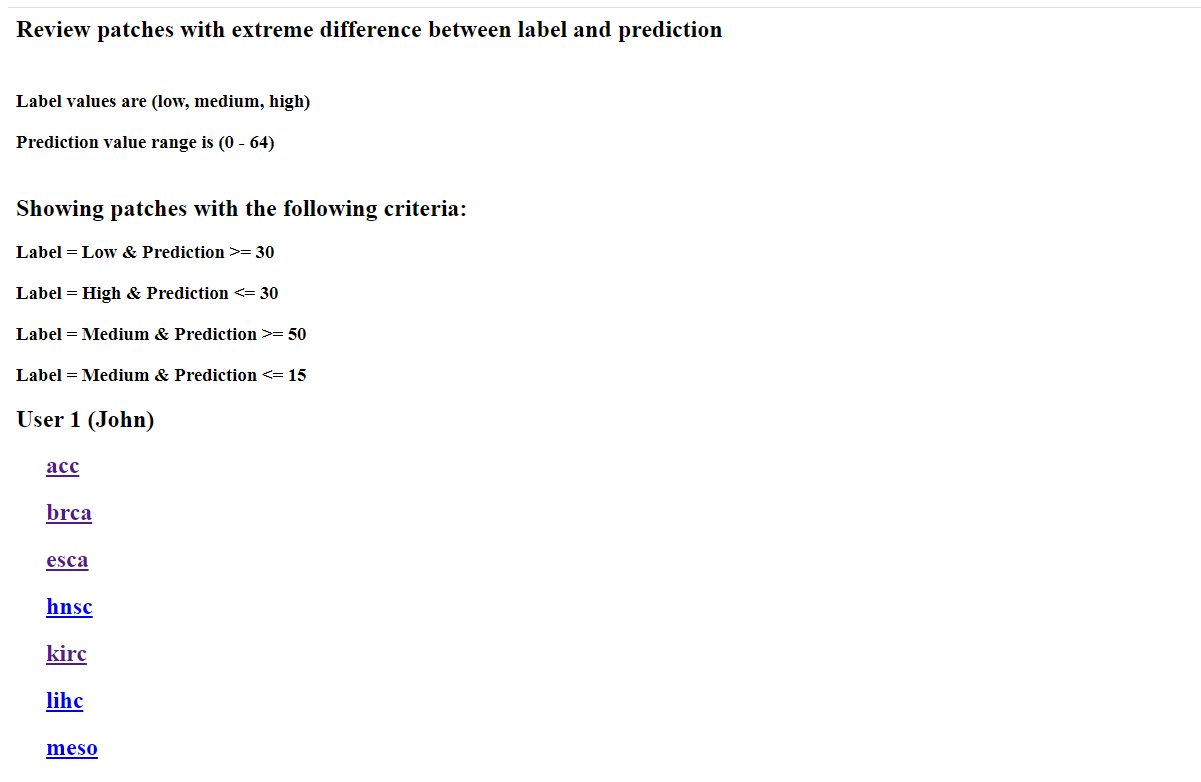 Review patches with extreme difference between label and prediction
Label values are (low, medium, high)
Prediction value range is (0 - 64)
Showing patches with the following criteria:
Label = Low & Prediction >= 30
Label = High & Prediction <= 30
Label = Medium & Prediction >= 50
Label = Medium & Prediction <= 15
User 1 (John)
acc
brca
esca
hnsc
kirc
lihc
meso